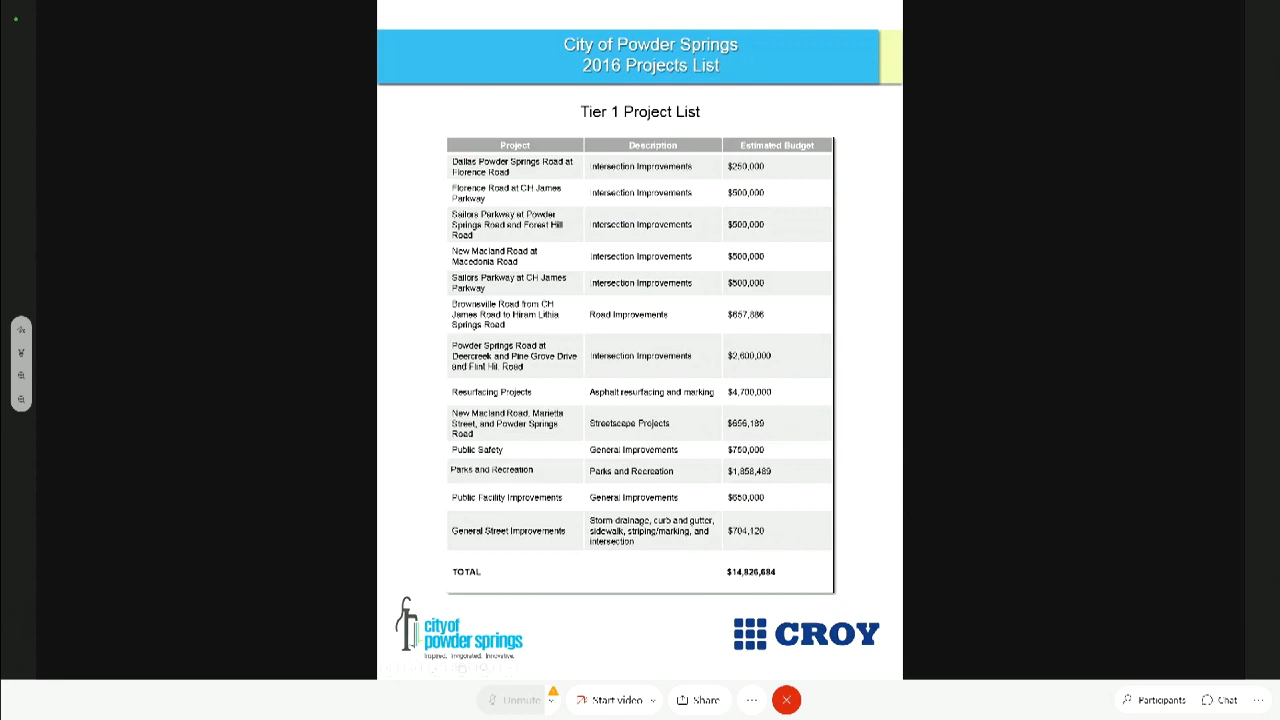 City of Powder Springs
2016 Projects List
Tier 1 Project List
Project Description Estimated Budget
Dallas Powder Springs Road at
Florence Road
Intersection Improvements
$250,000
Florence Road at CH James
Parkway
Intersection Improvements
$500,000
Sailors Parkway at Powder
Springs Road and Forest Hill
Road
Intersection Improvements
$500,000
New Macland Road at
Macedonia Road
Intersection Improvements
$500,000
Sailors Parkway at CH James
Parkway
Intersection Improvements
$500,000
Brownsville Road from CH
James Road to Hiram Lithia
Springs Road
Road Improvements
$657,886
Powder Springs Road at
Deercreek and Pine Grove Drive
and Flint Hill Road
Intersection Improvements
$2,600,000
Resurfacing Projects
Asphalt resurfacing and marking
$4,700,000
New Macland Road, Marietta
Street, and Powder Springs
Road
Streetscape Projects
$656,189
Public Safety
General Improvements
$750,000
Parks and Recreation
Parks and Recreation
$1,858,489
Public Facility Improvements
General Improvements
$650,000
General Street Improvements
Storm drainage, curb and gutter,
sidewalk, striping/marking, and
intersection
$704,120
TOTAL
$14,826,684
city of
powder springs
Inspired. Invigorated. Innovative.
CROY
Unmute
Start video
Share
Participants
Chat